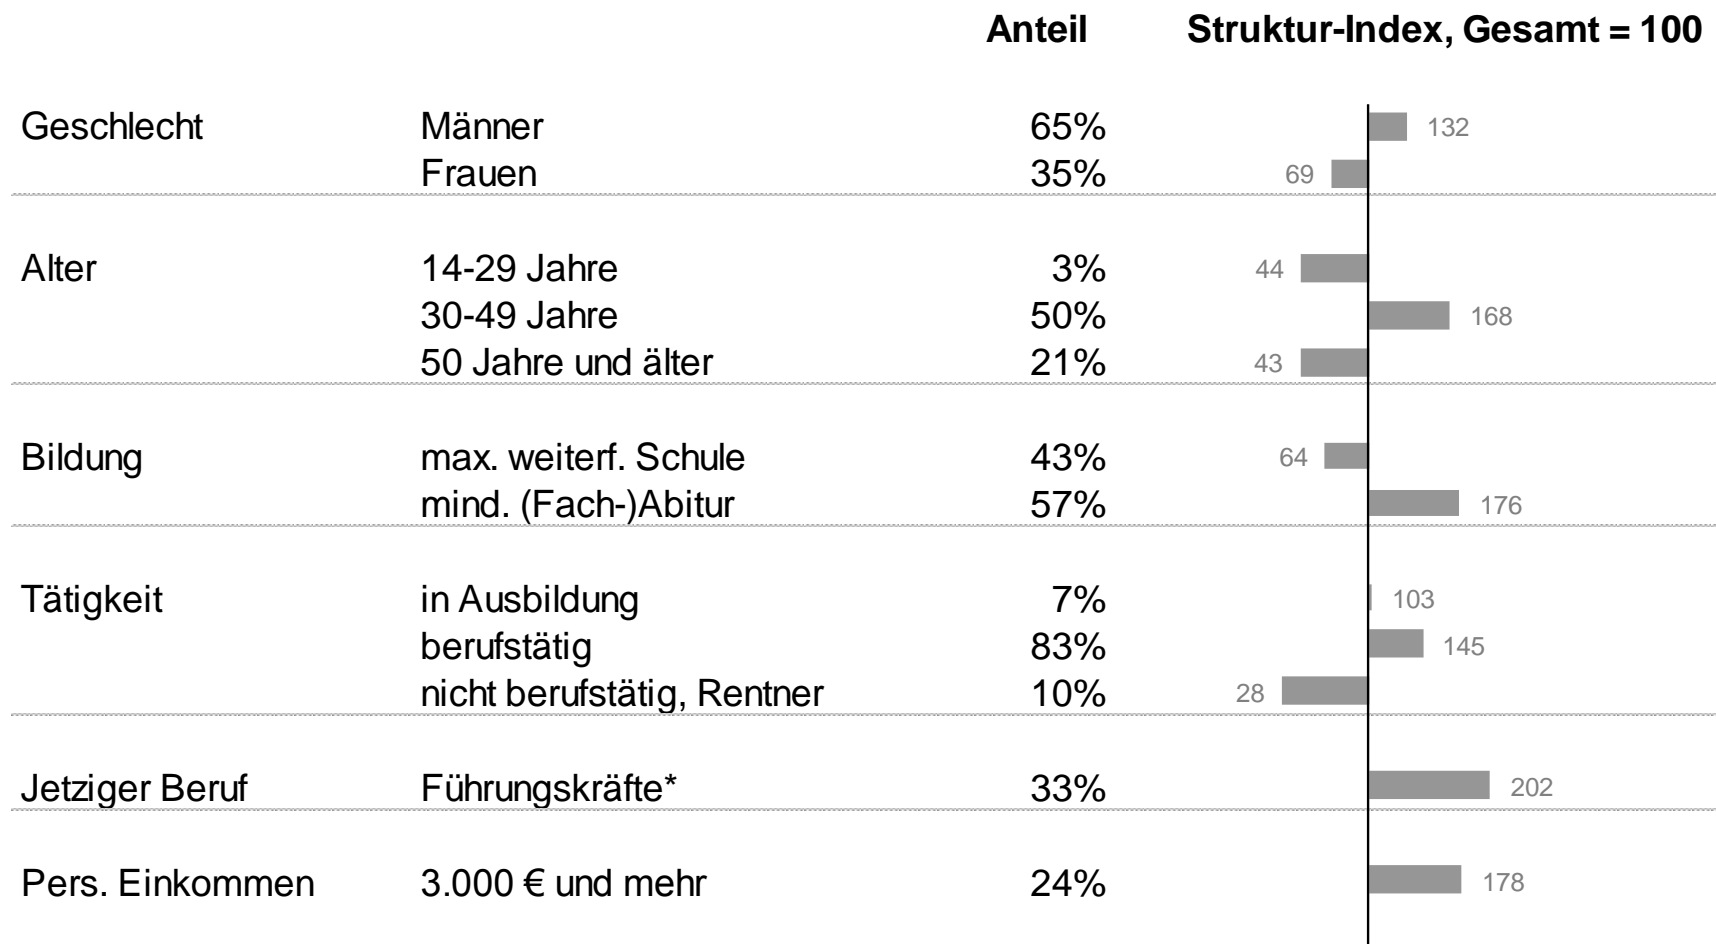 Anteil Struktur-Index, Gesamt = 100
Geschlecht Männer 65% 132
Frauen 35% 69
Alter 14-29 Jahre 3% 44
30-49 Jahre 50% 168
50 Jahre und älter 21% 43
Bildung max. weiterf. Schule 43% 64
mind. (Fach-)Abitur 57% 176
Tätigkeit in Ausbildung 7% 103
berufstätig 83% 145
nicht berufstätig, Rentner 10% 28
Jetziger Beruf Führungskräfte* 33% 202
Pers. Einkommen 3.000 € und mehr 24% 178